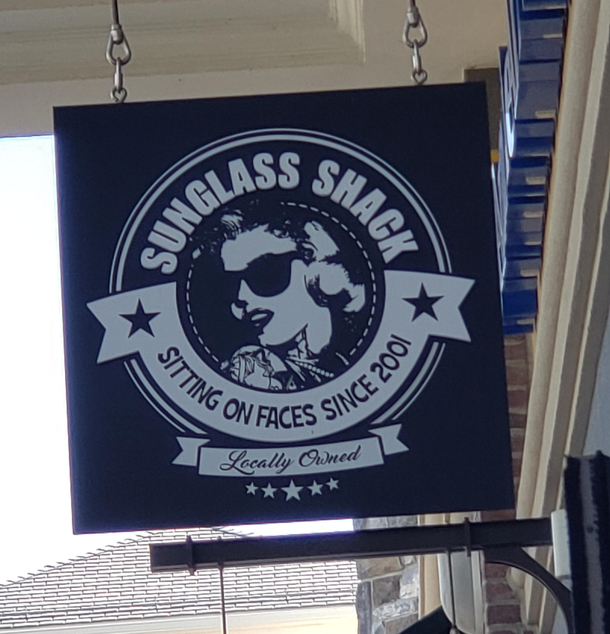 SUNGLASS SHACK
SITTING ON FACES SINCE 2001
Locally Owned